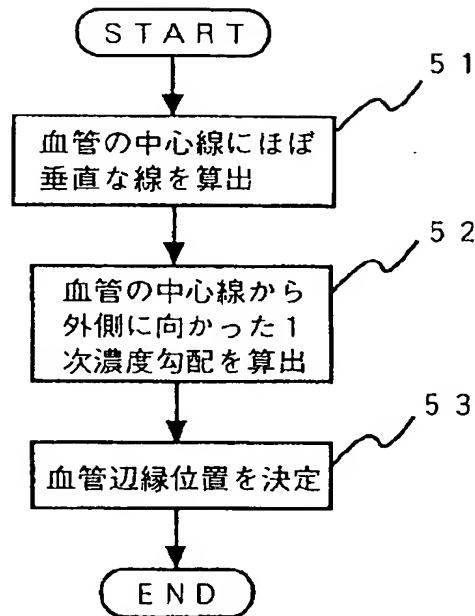 START
51
血管の中心線にほぼ
垂直な線を算出
52
血管の中心線から
外側に向かった1
次濃度勾配を算出
53
血管辺縁位置を決定
END